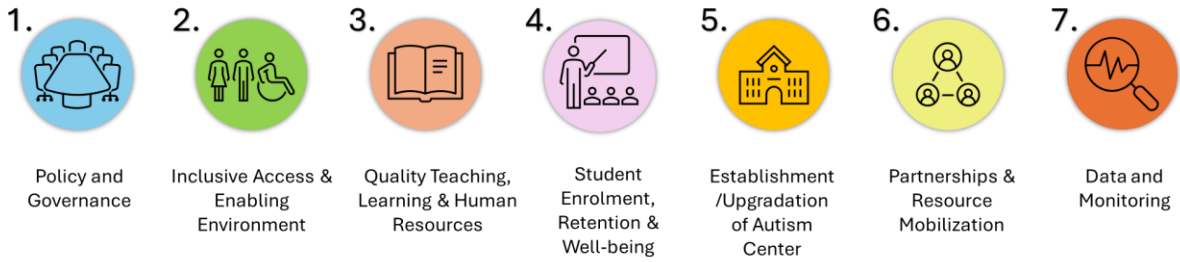 1.
2.
3.
4.
5.
6.
7.
Policy and
Governance
Inclusive Access &
Enabling
Environment
Quality Teaching,
Learning & Human
Resources
Student
Enrolment,
Retention &
Well-being
Establishment
/Upgradation
of Autism
Center
Partnerships &
Resource
Mobilization
Data and
Monitoring